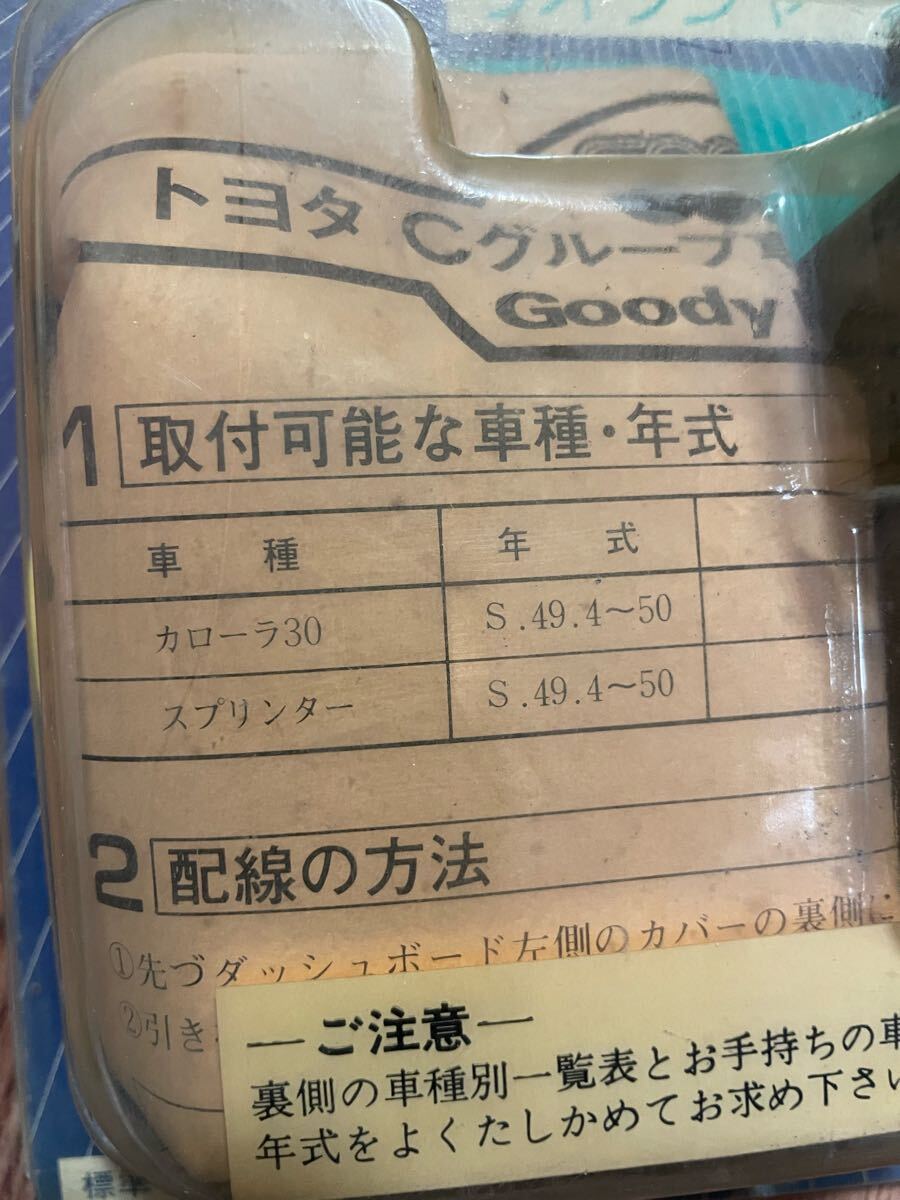 トヨタ Cグループ
Goody
1 取付可能な車種・年式
車 種 年 式
カローラ30 S.49.4〜50
スプリンター S.49.4〜50
2 配線の方法
①先づダッシュボード左側のカバーの裏側に
②引き
—ご注意—
裏側の車種別一覧表とお手持ちの車
年式をよくたしかめてお求め下さい
標準